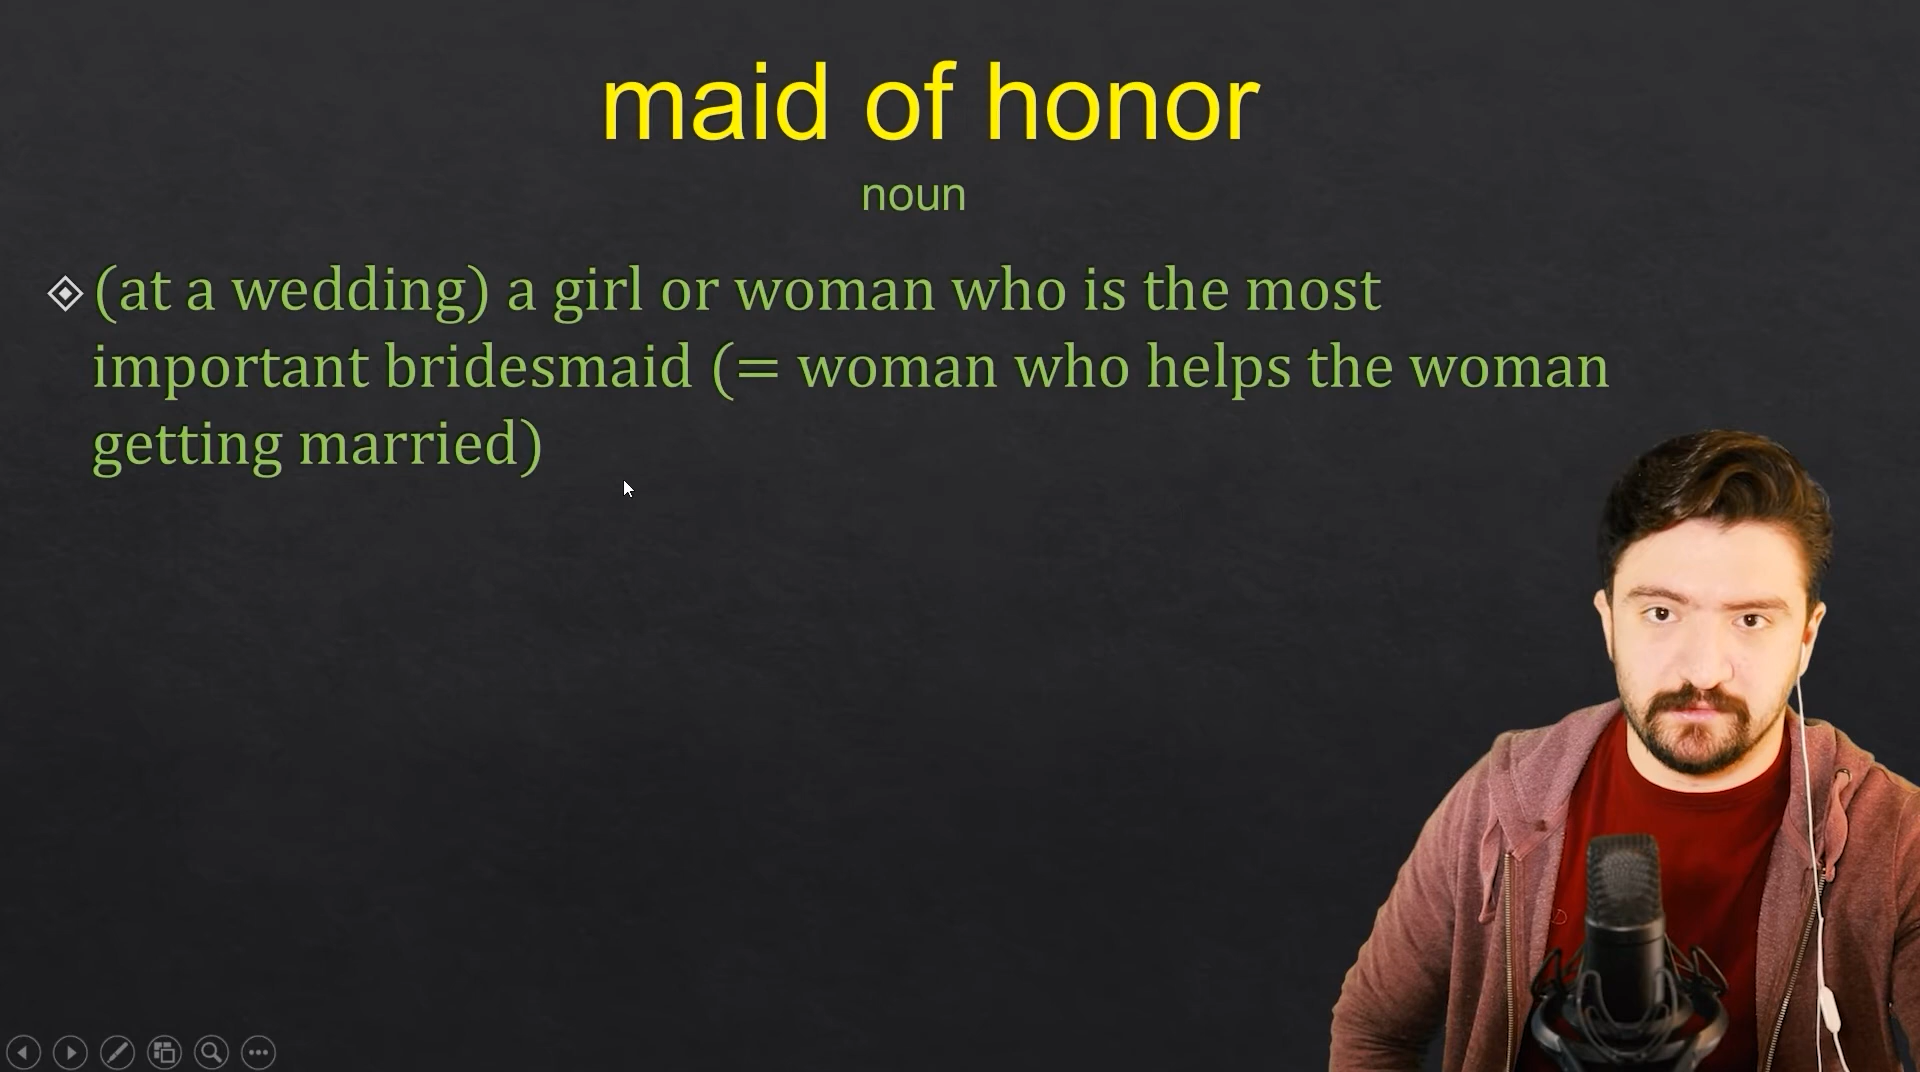 maid of honor
noun
(at a wedding) a girl or woman who is the most
important bridesmaid (= woman who helps the woman
getting married)